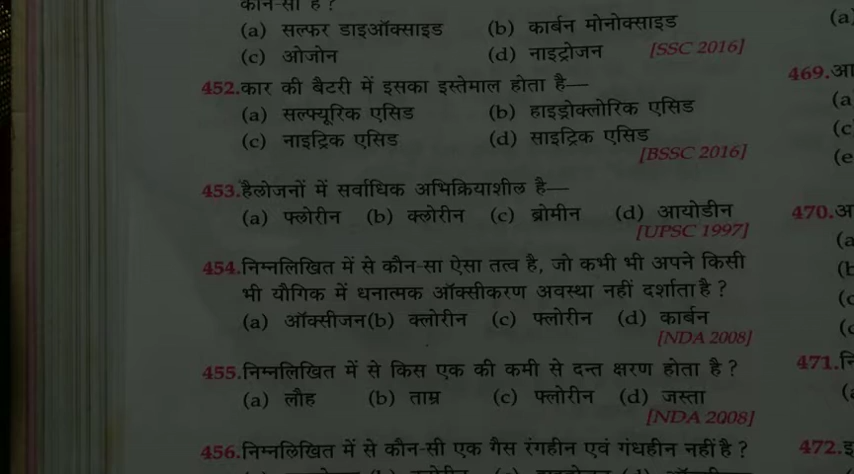 कौन-सा है ?
(a) सल्फर डाइऑक्साइड (b) कार्बन मोनोक्साइड
(c) ओजोन (d) नाइट्रोजन [SSC 2016]
452.कार की बैटरी में इसका इस्तेमाल होता है—
(a) सल्फ्यूरिक एसिड (b) हाइड्रोक्लोरिक एसिड
(c) नाइट्रिक एसिड (d) साइट्रिक एसिड
[BSSC 2016]
453.हैलोजनों में सर्वाधिक अभिक्रियाशील है—
(a) फ्लोरीन (b) क्लोरीन (c) ब्रोमीन (d) आयोडीन
[UPSC 1997]
454.निम्नलिखित में से कौन-सा ऐसा तत्व है, जो कभी भी अपने किसी
भी यौगिक में धनात्मक ऑक्सीकरण अवस्था नहीं दर्शाता है ?
(a) ऑक्सीजन(b) क्लोरीन (c) फ्लोरीन (d) कार्बन
[NDA 2008]
455.निम्नलिखित में से किस एक की कमी से दन्त क्षरण होता है ?
(a) लौह (b) ताम्र (c) फ्लोरीन (d) जस्ता
[NDA 2008]
456.निम्नलिखित में से कौन-सी एक गैस रंगहीन एवं गंधहीन नहीं है ?
(a)
469.
(a
(c
(e
470.
(a
(b
(c
471.
472.